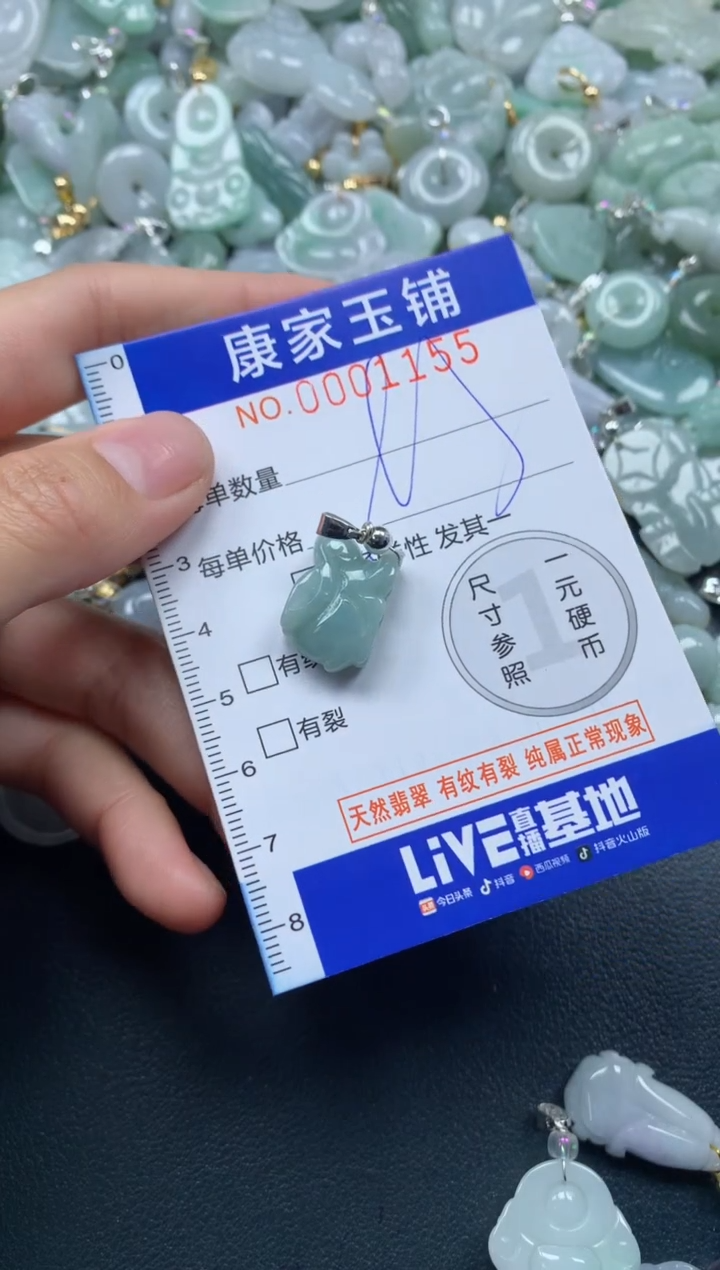 康家玉铺
NO.0001155
0
单数量
3
每单价格
性 发其一
4
5
有
6
有裂
7
8
1
尺寸参照
一元硬币
天然翡翠 有纹有裂 纯属正常现象
LiVE直播基地
头条 今日头条 抖音 西瓜视频 抖音火山版